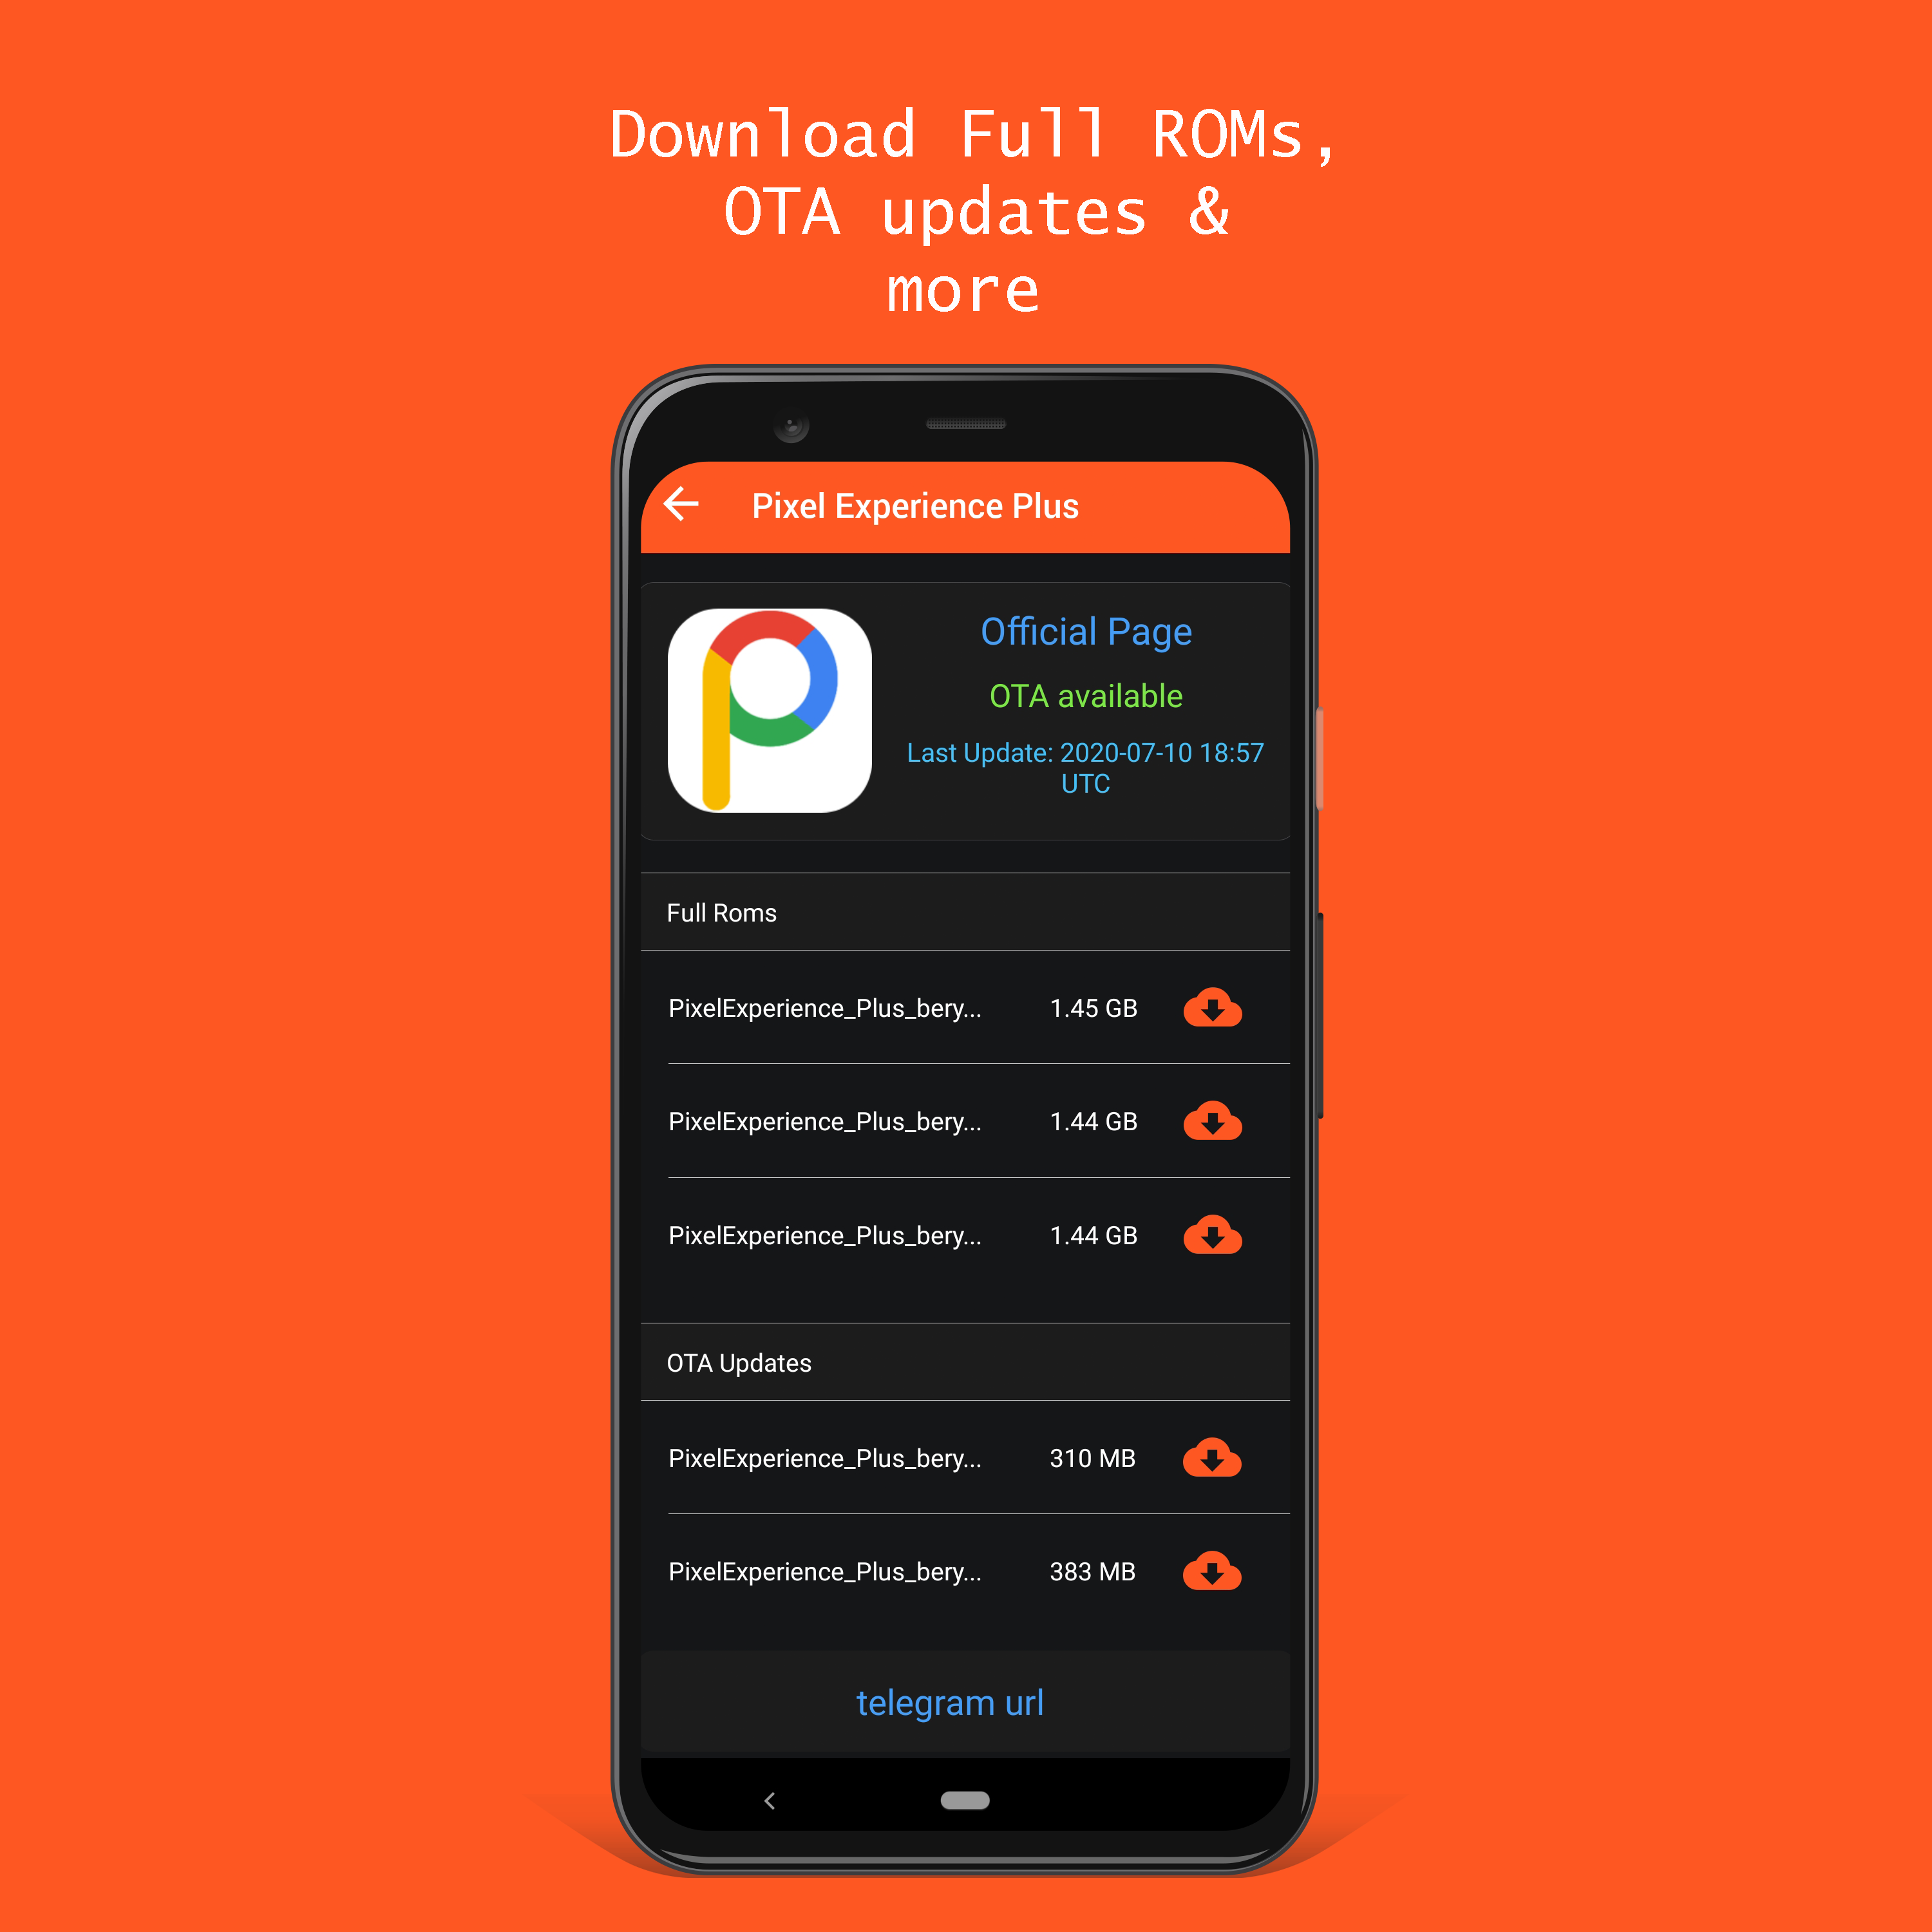 Download Full ROMs,
OTA updates &
more
Pixel Experience Plus
Official Page
OTA available
Last Update: 2020-07-10 18:57
UTC
Full Roms
PixelExperience_Plus_bery... 1.45 GB
PixelExperience_Plus_bery... 1.44 GB
PixelExperience_Plus_bery... 1.44 GB
OTA Updates
PixelExperience_Plus_bery... 310 MB
PixelExperience_Plus_bery... 383 MB
telegram url